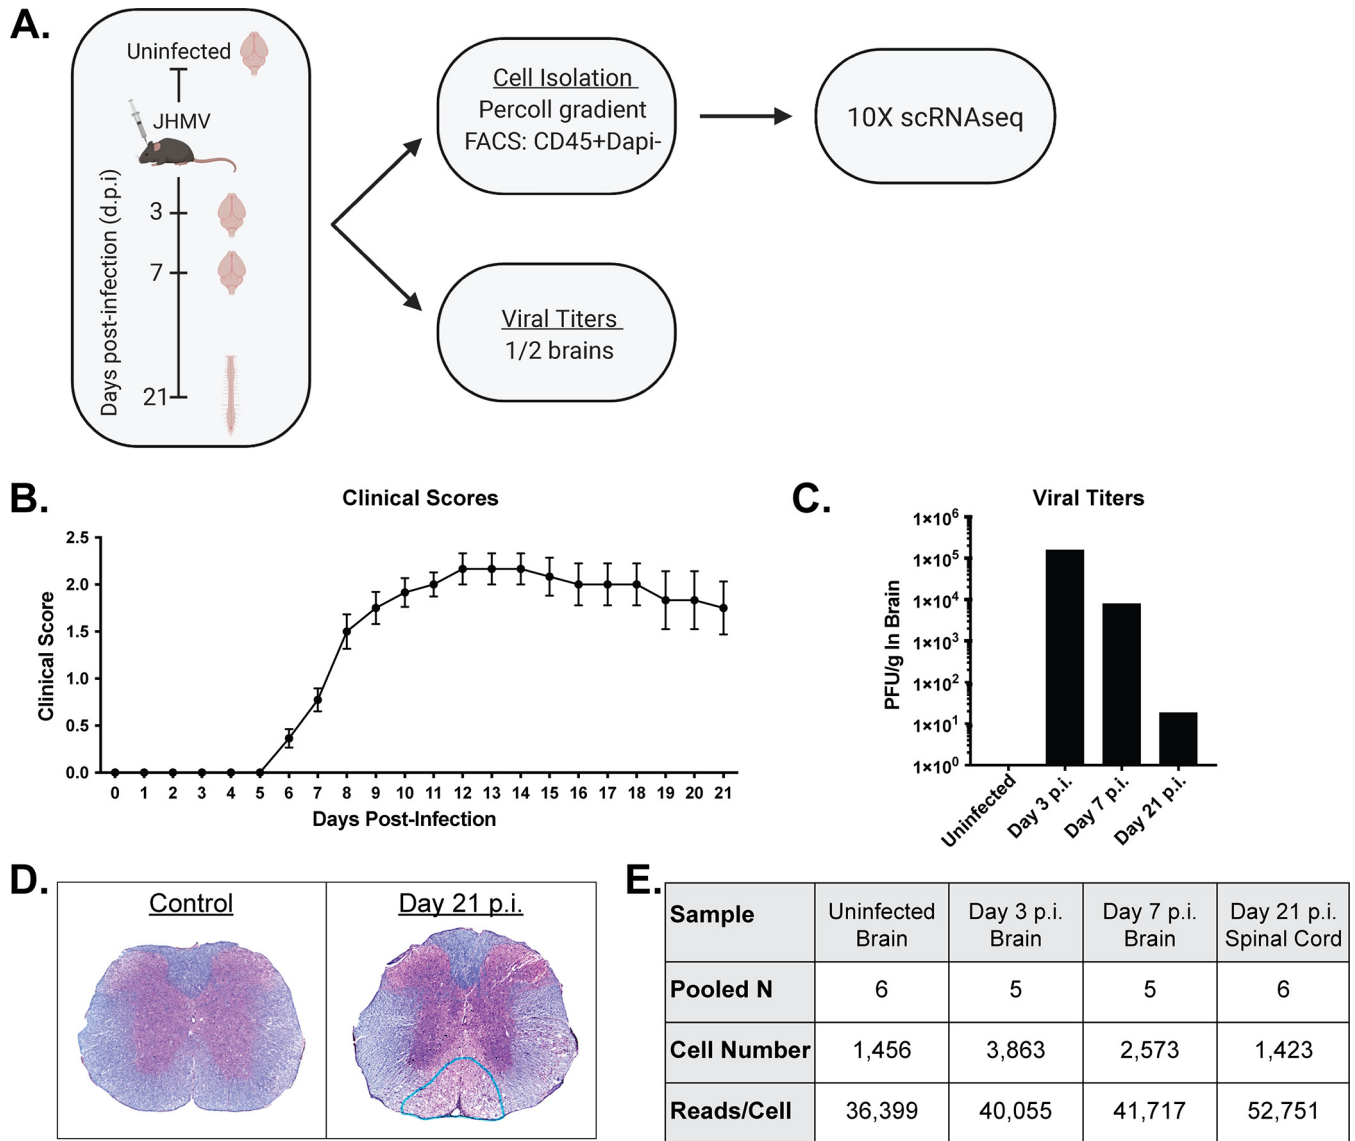 A.
Uninfected
JHMV
Days post-infection (d.p.i)
3
7
21
Cell Isolation
Percoll gradient
FACS: CD45+Dapi-
10X scRNAseq
Viral Titers
1/2 brains
B.
Clinical Scores
Clinical Score
2.5
2.0
1.5
1.0
0.5
0.0
0 1 2 3 4 5 6 7 8 9 10 11 12 13 14 15 16 17 18 19 20 21
Days Post-Infection
C.
Viral Titers
PFU/g In Brain
1×10⁶
1×10⁵
1×10⁴
1×10³
1×10²
1×10¹
1×10⁰
Uninfected
Day 3 p.i.
Day 7 p.i.
Day 21 p.i.
D.
Control
Day 21 p.i.
E.
Sample
Uninfected
Brain
Day 3 p.i.
Brain
Day 7 p.i.
Brain
Day 21 p.i.
Spinal Cord
Pooled N 6 5 5 6
Cell Number 1,456 3,863 2,573 1,423
Reads/Cell 36,399 40,055 41,717 52,751